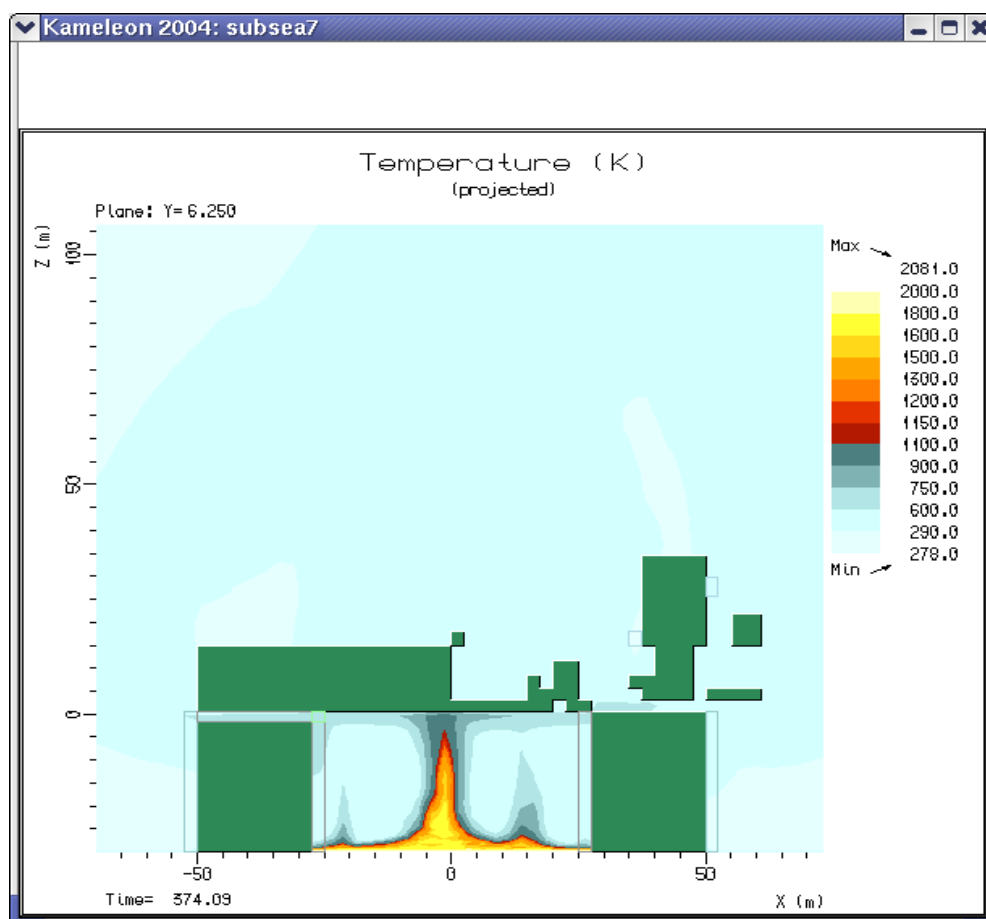 Kameleon 2004: subsea7
Temperature (K)
(projected)
Plane: Y= 6.250
Z (m)
100
50
0
Max
2081.0
2000.0
1800.0
1600.0
1500.0
1300.0
1200.0
1150.0
1100.0
900.0
750.0
600.0
290.0
278.0
Min
-50
0
50
Time= 374.09
X (m)